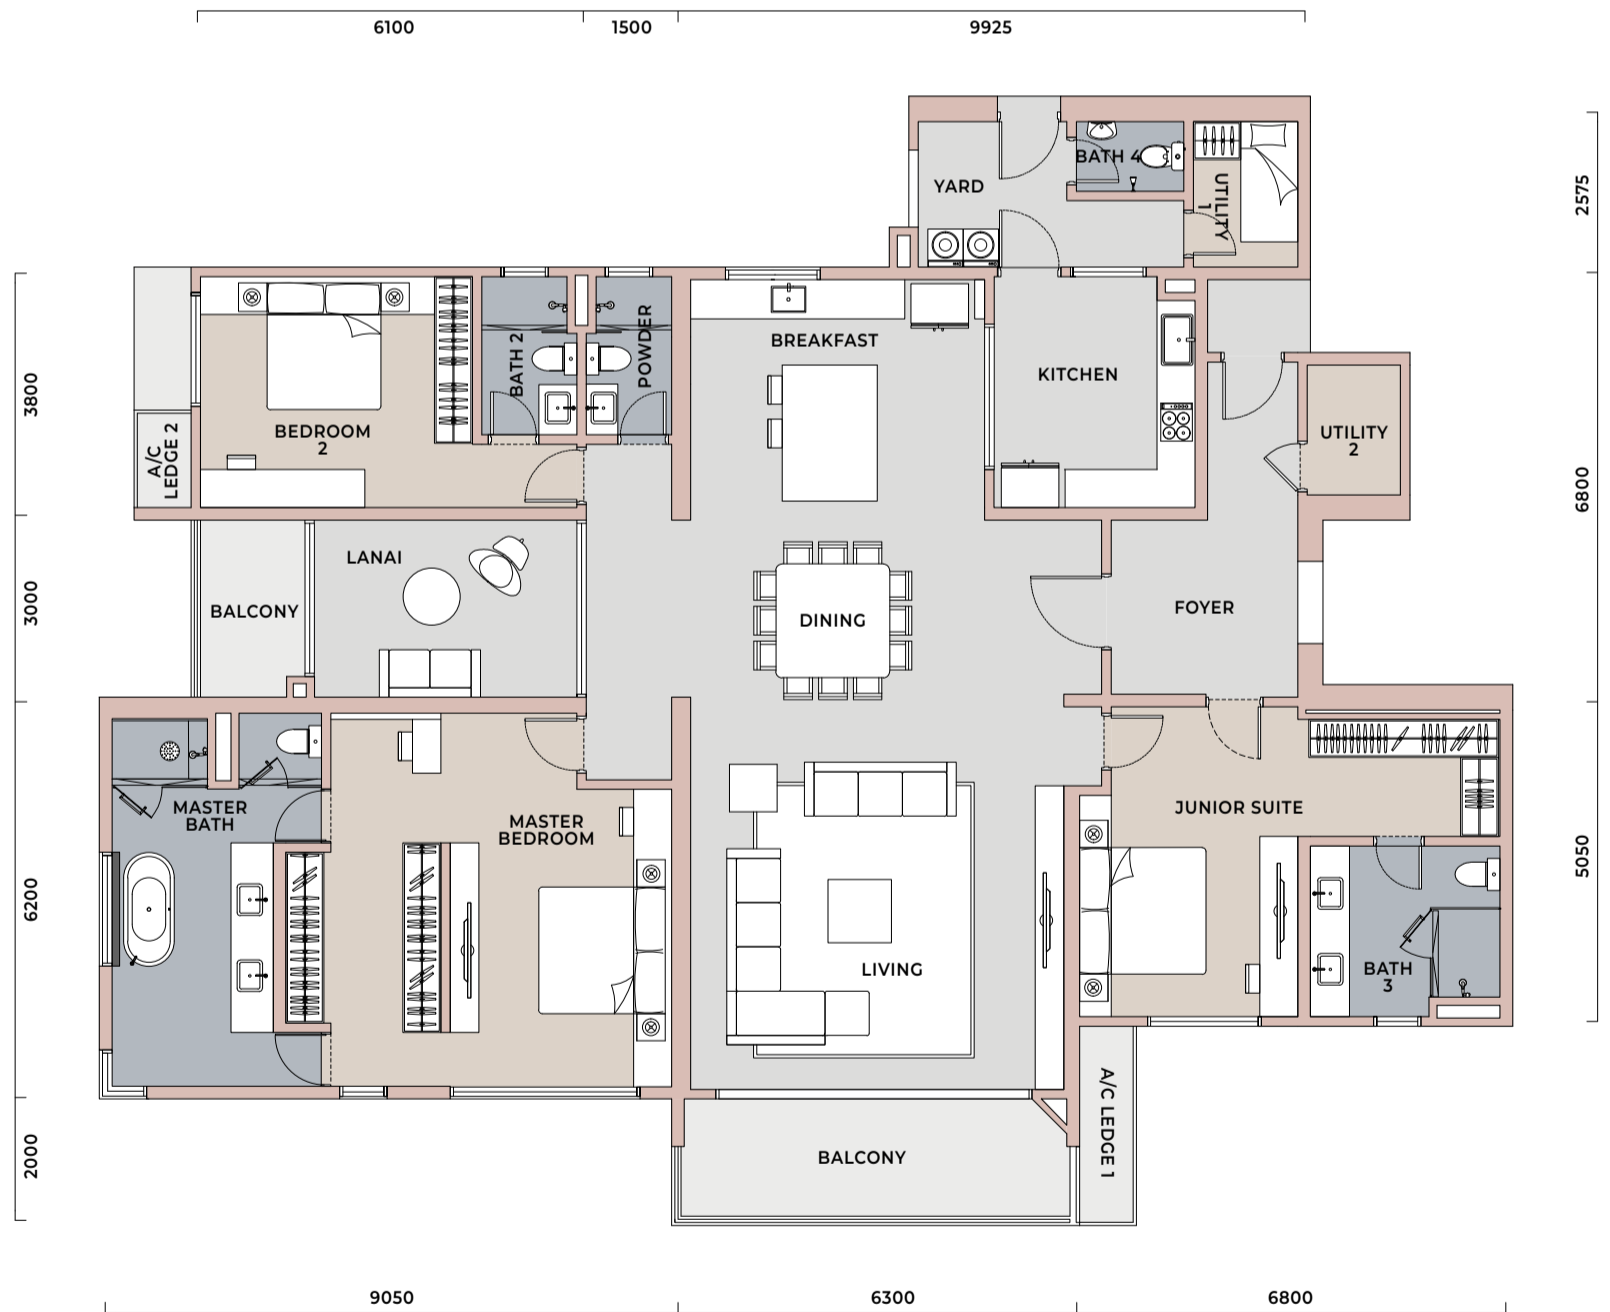 6100
1500
9925
2575
YARD
BATH 4
UTILITY
1
3800
BEDROOM
2
BATH 2
POWDER
BREAKFAST
KITCHEN
UTILITY
2
6800
A/C
LEDGE 2
LANAI
BALCONY
3000
DINING
FOYER
MASTER
BATH
MASTER
BEDROOM
JUNIOR SUITE
6200
5050
LIVING
BATH
3
2000
BALCONY
A/C LEDGE 1
9050
6300
6800